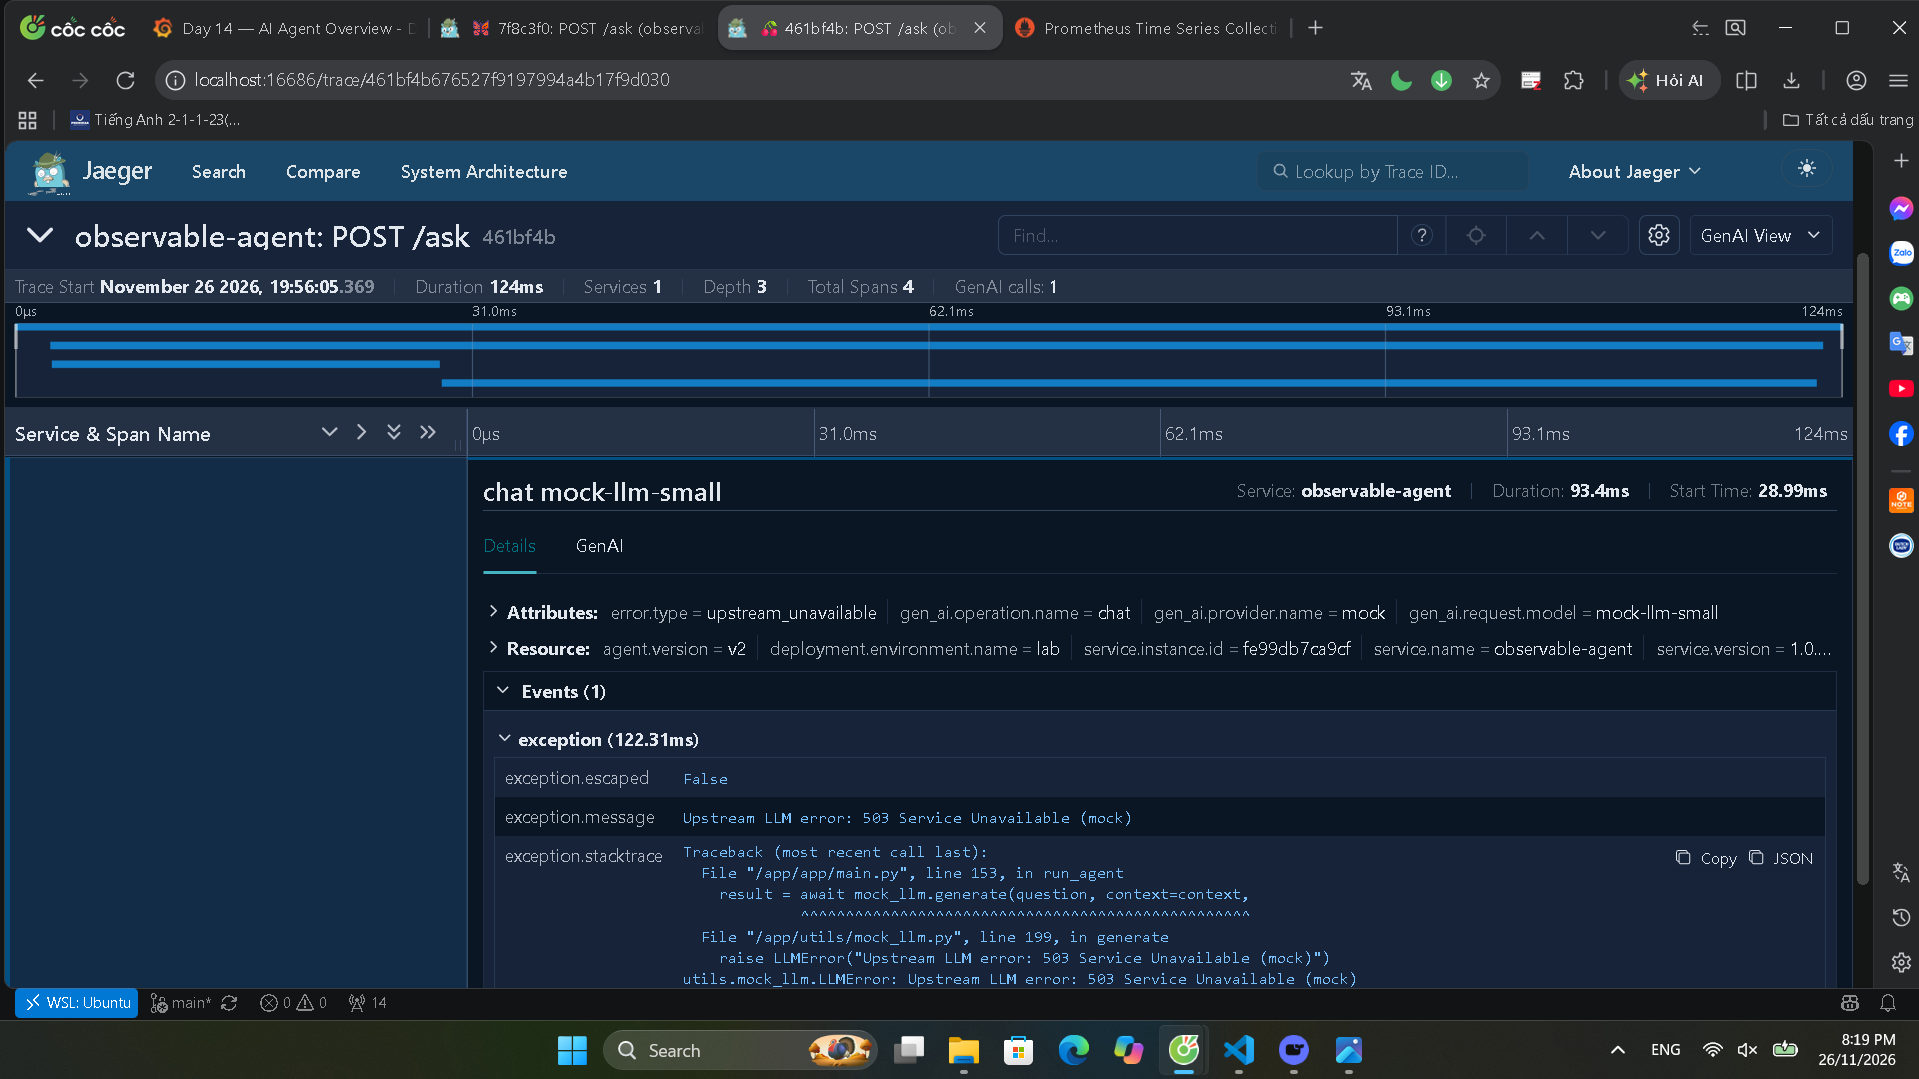 cốc cốc
Day 14 — AI Agent Overview - D
7f8c3f0: POST /ask (observa
461bf4b: POST /ask (ob
Prometheus Time Series Collecti
localhost:16686/trace/461bf4b676527f9197994a4b17f9d030
Hỏi AI
Tiếng Anh 2-1-1-23(...
Tất cả dấu trang
Jaeger
Search
Compare
System Architecture
Lookup by Trace ID...
About Jaeger
observable-agent: POST /ask 461bf4b
Find...
?
GenAI View
Trace Start November 26 2026, 19:56:05.369
Duration 124ms
Services 1
Depth 3
Total Spans 4
GenAI calls: 1
0μs
31.0ms
62.1ms
93.1ms
124ms
Service & Span Name
0μs
31.0ms
62.1ms
93.1ms
124ms
chat mock-llm-small
Service: observable-agent
Duration: 93.4ms
Start Time: 28.99ms
Details
GenAI
Attributes: error.type = upstream_unavailable gen_ai.operation.name = chat gen_ai.provider.name = mock gen_ai.request.model = mock-llm-small
Resource: agent.version = v2 deployment.environment.name = lab service.instance.id = fe99db7ca9cf service.name = observable-agent service.version = 1.0....
Events (1)
exception (122.31ms)
exception.escaped False
exception.message Upstream LLM error: 503 Service Unavailable (mock)
exception.stacktrace Traceback (most recent call last):
Copy
JSON
File "/app/app/main.py", line 153, in run_agent
result = await mock_llm.generate(question, context=context,
^^^^^^^^^^^^^^^^^^^^^^^^^^^^^^^^^^^^^^^^^^^^^^^^^^
File "/app/utils/mock_llm.py", line 199, in generate
raise LLMError("Upstream LLM error: 503 Service Unavailable (mock)")
utils.mock_llm.LLMError: Upstream LLM error: 503 Service Unavailable (mock)
Zalo
NOTE
WSL: Ubuntu
main*
0
0
14
Search
ENG
8:19 PM
26/11/2026